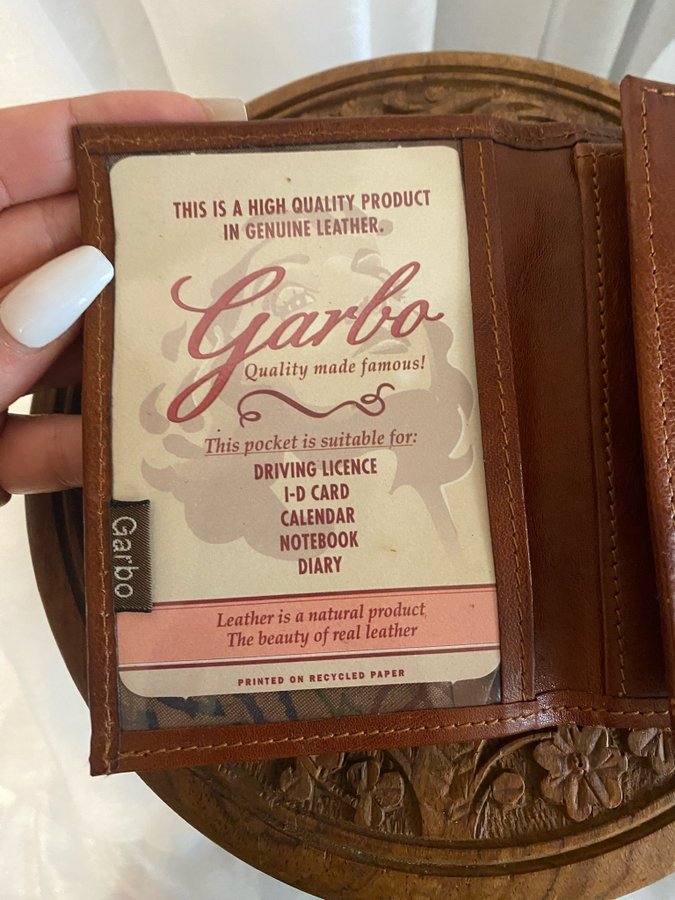 THIS IS A HIGH QUALITY PRODUCT
IN GENUINE LEATHER.
Garbo
Quality made famous!
This pocket is suitable for:
DRIVING LICENCE
I-D CARD
CALENDAR
NOTEBOOK
DIARY
Garbo
Leather is a natural product
The beauty of real leather
PRINTED ON RECYCLED PAPER